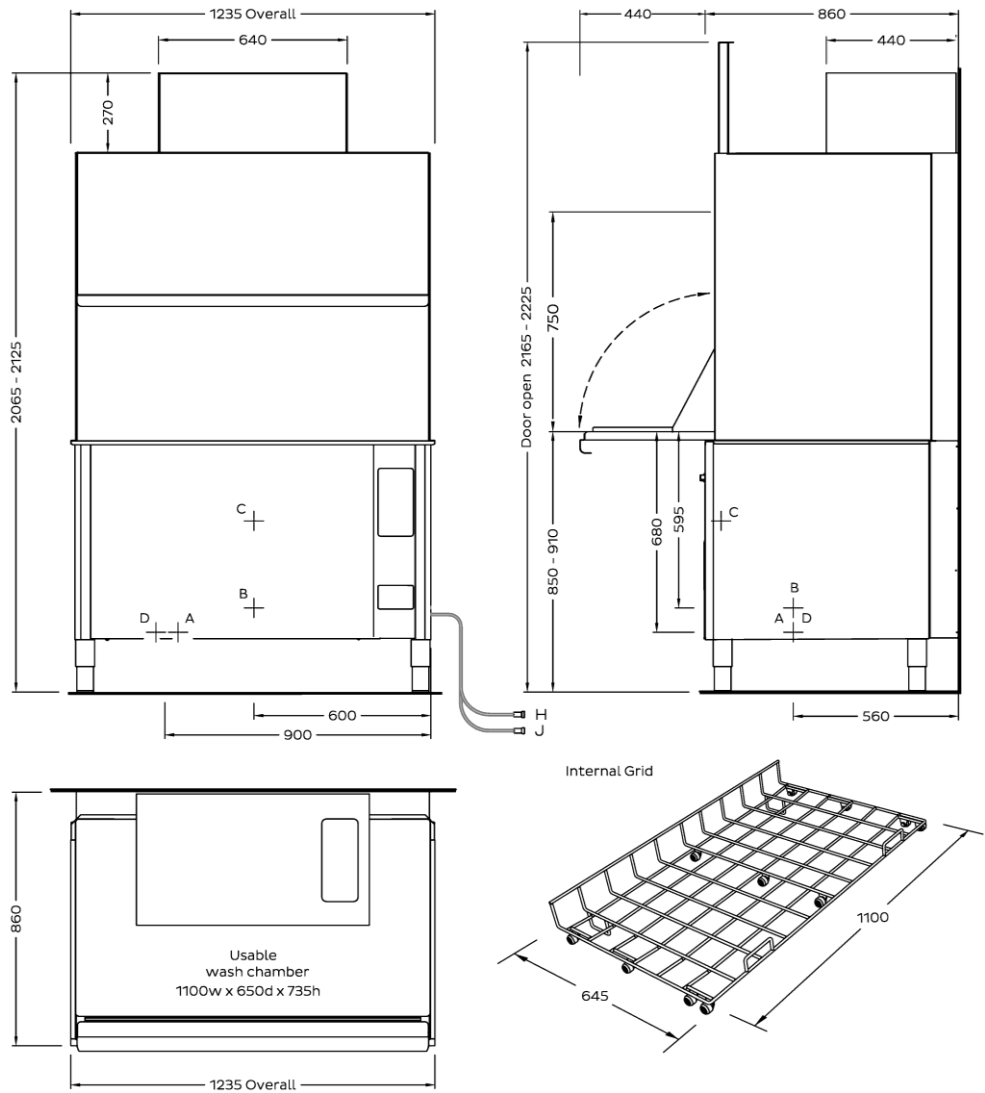 1235 Overall
640
270
2065 - 2125
C
B
D
A
600
900
H
J
440
860
440
Door open 2165 - 2225
750
850 - 910
680
595
C
B
A
D
560
860
Usable
wash chamber
1100w x 650d x 735h
1235 Overall
Internal Grid
1100
645